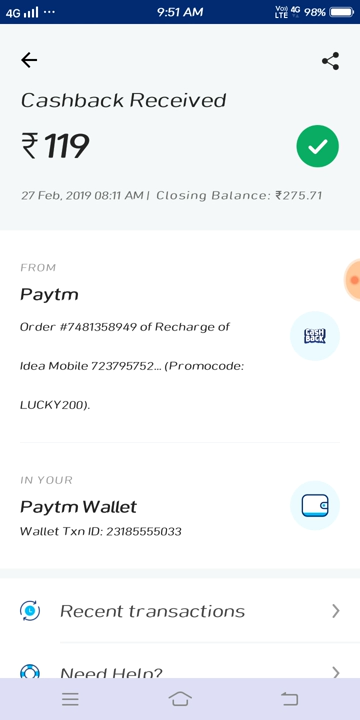 4G 9:51 AM Vo) LTE 4G 98%
Cashback Received
₹119
27 Feb, 2019 08:11 AM | Closing Balance: ₹275.71
FROM
Paytm
Order #7481358949 of Recharge of
Idea Mobile 723795752... (Promocode:
LUCKY200).
CASH
BACK
IN YOUR
Paytm Wallet
Wallet Txn ID: 23185555033
Recent transactions
Need Help?